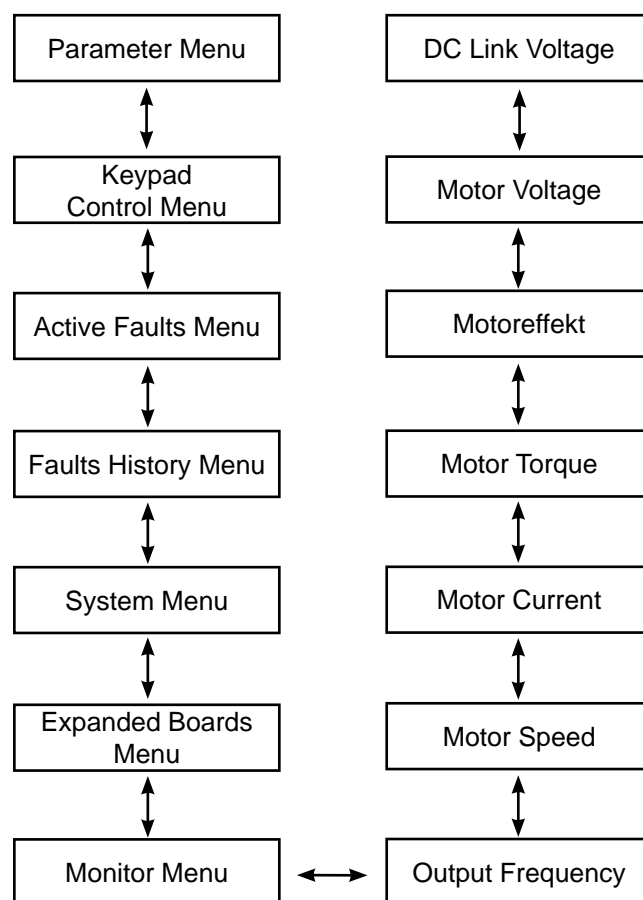 Parameter Menu
Keypad
Control Menu
Active Faults Menu
Faults History Menu
System Menu
Expanded Boards
Menu
Monitor Menu
DC Link Voltage
Motor Voltage
Motoreffekt
Motor Torque
Motor Current
Motor Speed
Output Frequency